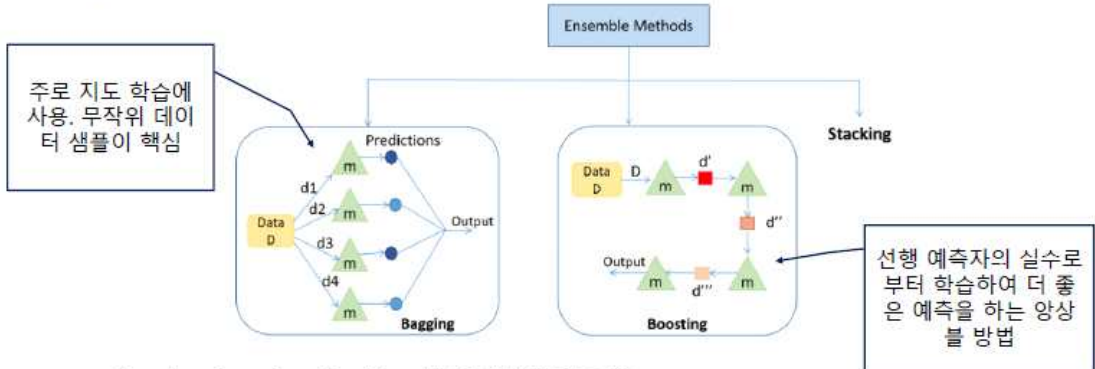 Ensemble Methods
주로 지도 학습에
사용. 무작위 데이
터 샘플이 핵심
Stacking
Predictions
m
d1
m
d2
Data
D
Output
d3
m
d4
m
Bagging
Data
D
D
m
d'
m
d''
Output
m
d'''
m
Boosting
선행 예측자의 실수로
부터 학습하여 더 좋
은 예측을 하는 앙상
블 방법